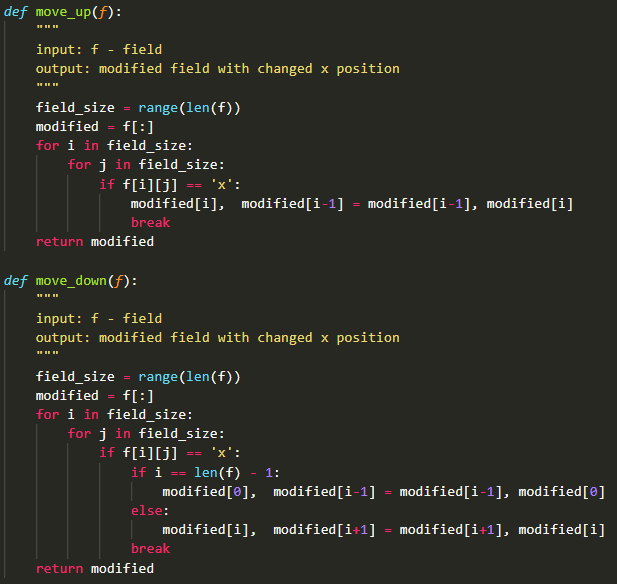 def move_up(f):
    """
    input: f - field
    output: modified field with changed x position
    """
    field_size = range(len(f))
    modified = f[:]
    for i in field_size:
        for j in field_size:
            if f[i][j] == 'x':
                modified[i],  modified[i-1] = modified[i-1], modified[i]
                break
    return modified

def move_down(f):
    """
    input: f - field
    output: modified field with changed x position
    """
    field_size = range(len(f))
    modified = f[:]
    for i in field_size:
        for j in field_size:
            if f[i][j] == 'x':
                if i == len(f) - 1:
                    modified[0],  modified[i-1] = modified[i-1], modified[0]
                else:
                    modified[i],  modified[i+1] = modified[i+1], modified[i]
                break
    return modified